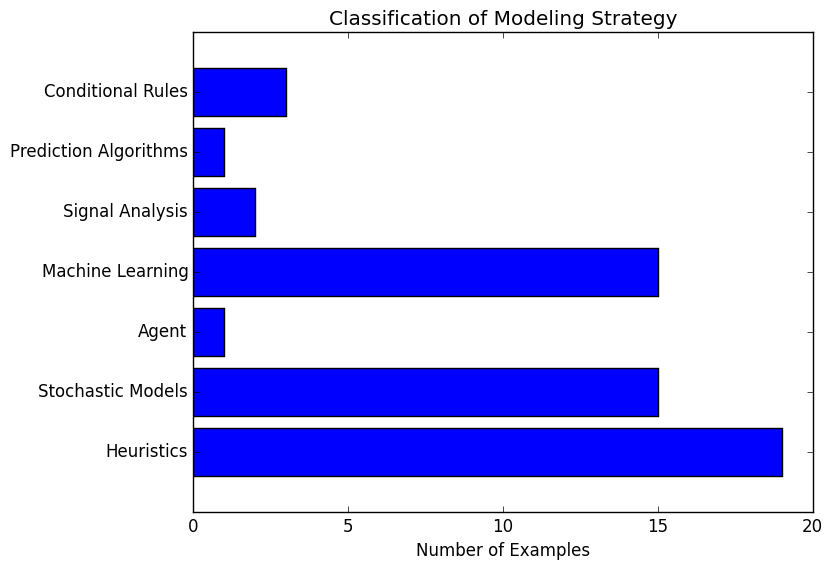 Classification of Modeling Strategy
Conditional Rules
Prediction Algorithms
Signal Analysis
Machine Learning
Agent
Stochastic Models
Heuristics
0 5 10 15 20
Number of Examples